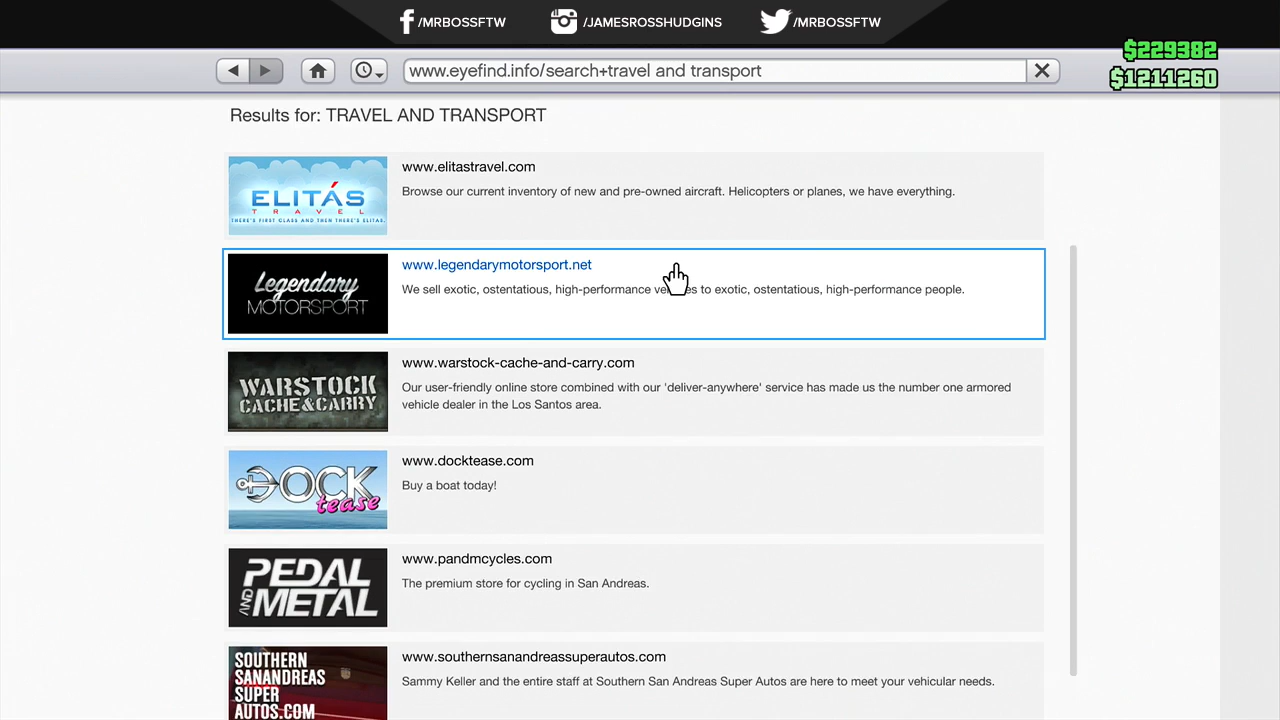 /MRBOSSFTW
/JAMESROSSHUDGINS
/MRBOSSFTW
$229382
$1211260
www.eyefind.info/search+travel and transport
Results for: TRAVEL AND TRANSPORT
ELITÁS
TRAVEL
THERE'S FIRST CLASS AND THEN THERE'S ELITAS.
www.elitastravel.com
Browse our current inventory of new and pre-owned aircraft. Helicopters or planes, we have everything.
Legendary
MOTORSPORT
www.legendarymotorsport.net
We sell exotic, ostentatious, high-performance vehicles to exotic, ostentatious, high-performance people.
WARSTOCK
CACHE&CARRY
www.warstock-cache-and-carry.com
Our user-friendly online store combined with our 'deliver-anywhere' service has made us the number one armored
vehicle dealer in the Los Santos area.
DOCK
tease
www.docktease.com
Buy a boat today!
PEDAL
AND METAL
www.pandmcycles.com
The premium store for cycling in San Andreas.
SOUTHERN
SANANDREAS
SUPER
AUTOS.COM
www.southernsanandreassuperautos.com
Sammy Keller and the entire staff at Southern San Andreas Super Autos are here to meet your vehicular needs.